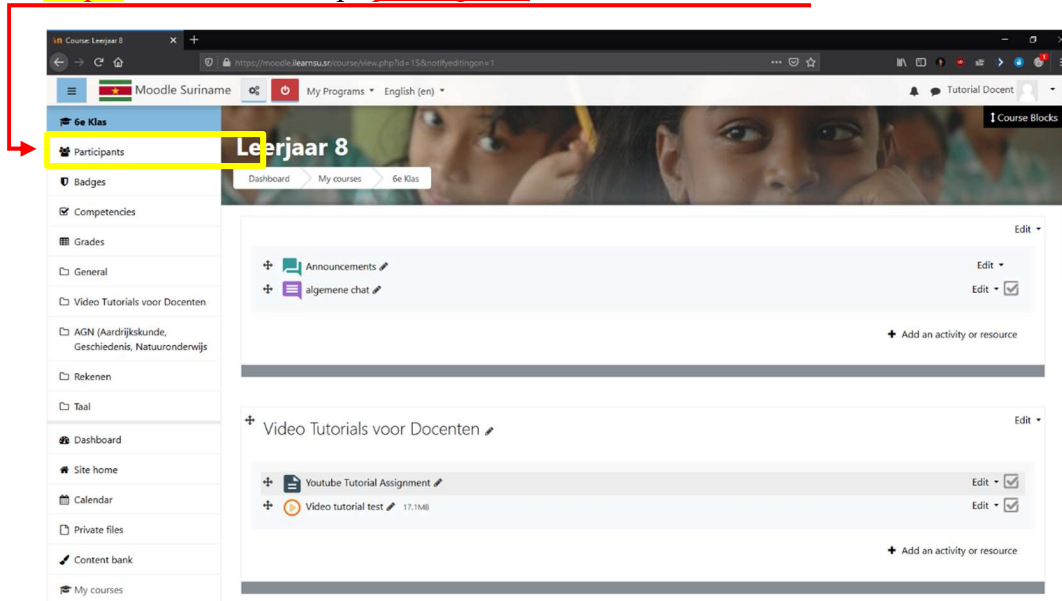 Course: Leerjaar 8
https://moodle.ilearnsu.sr/course/view.php?id=15&notifyeditingon=1
Moodle Suriname My Programs English (en) Tutorial Docent
6e Klas
Course Blocks
Participants
Leerjaar 8
Badges
Dashboard My courses 6e Klas
Competencies
Grades
Edit
General
Announcements Edit
Video Tutorials voor Docenten
algemene chat Edit
AGN (Aardrijkskunde,
Geschiedenis, Natuuronderwijs
+ Add an activity or resource
Rekenen
Taal
Video Tutorials voor Docenten Edit
Dashboard
Site home
Youtube Tutorial Assignment Edit
Calendar
Video tutorial test 17.1MB Edit
Private files
Content bank
+ Add an activity or resource
My courses